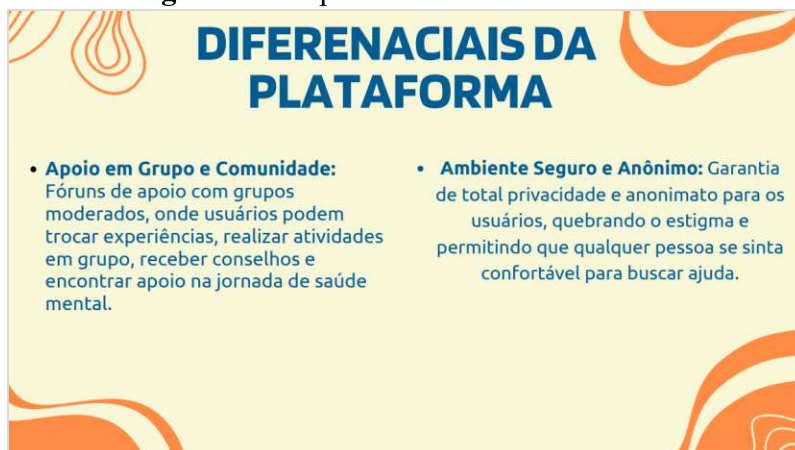 DIFERENACIAIS DA
PLATAFORMA
• Apoio em Grupo e Comunidade:
Fóruns de apoio com grupos
moderados, onde usuários podem
trocar experiências, realizar atividades
em grupo, receber conselhos e
encontrar apoio na jornada de saúde
mental.
• Ambiente Seguro e Anônimo: Garantia
de total privacidade e anonimato para os
usuários, quebrando o estigma e
permitindo que qualquer pessoa se sinta
confortável para buscar ajuda.